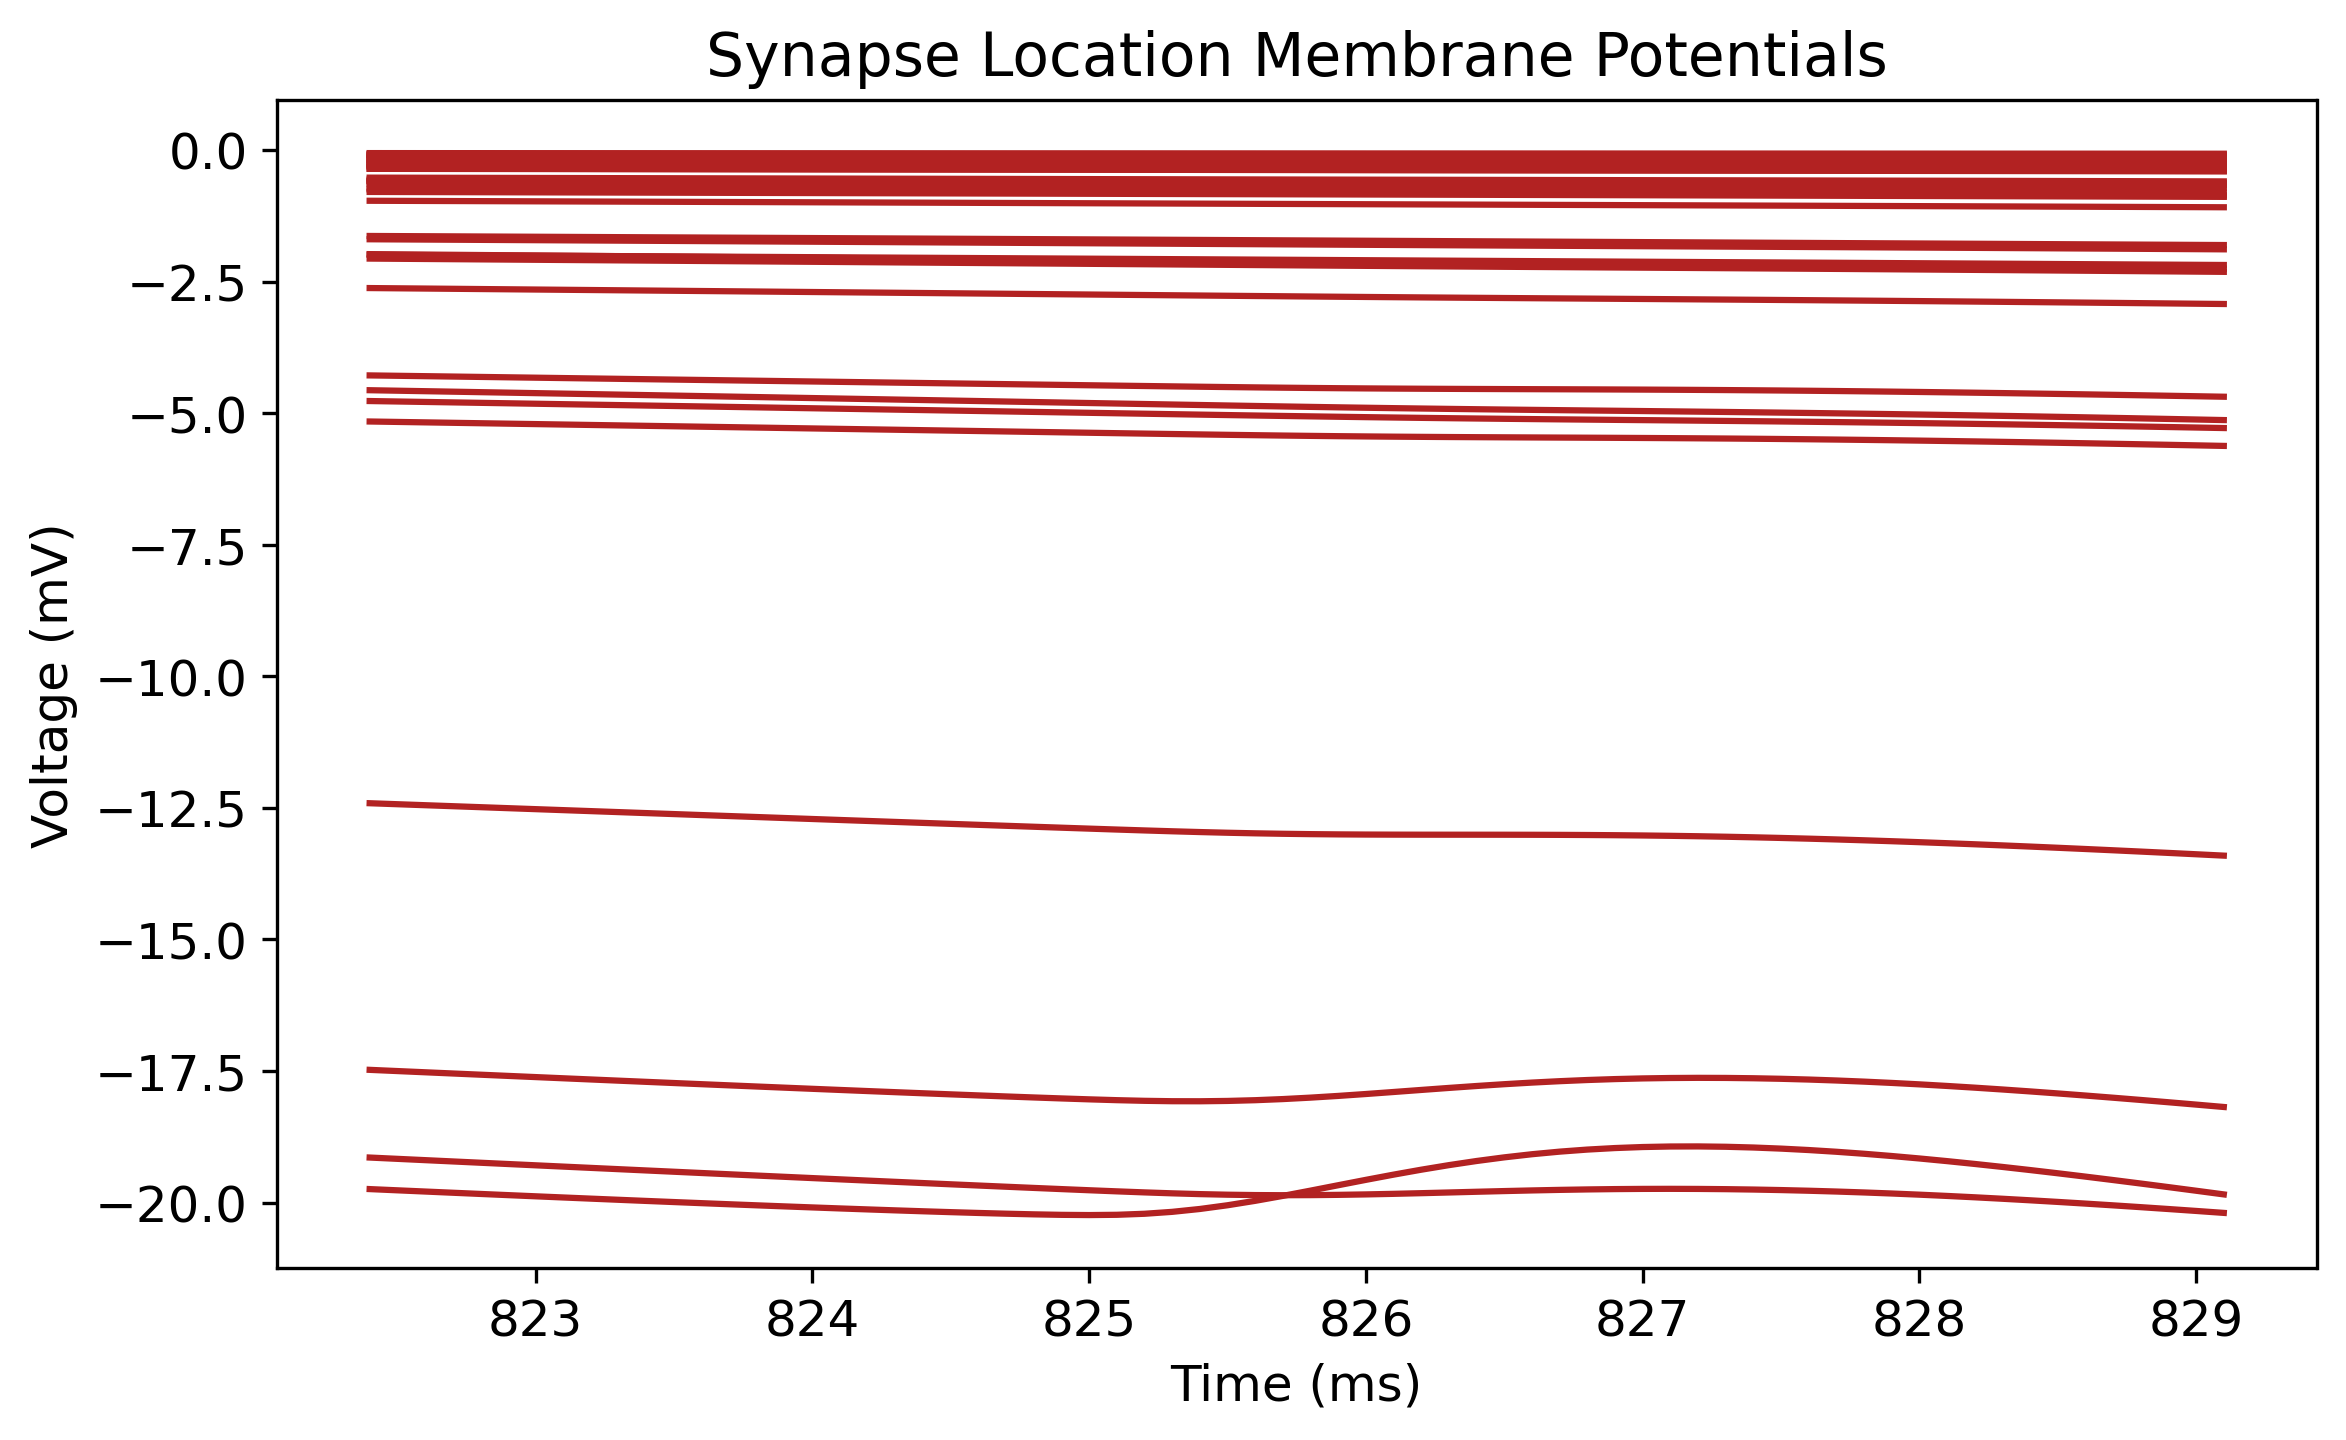 Synapse Location Membrane Potentials
Voltage (mV)
0.0
−2.5
−5.0
−7.5
−10.0
−12.5
−15.0
−17.5
−20.0
823 824 825 826 827 828 829
Time (ms)